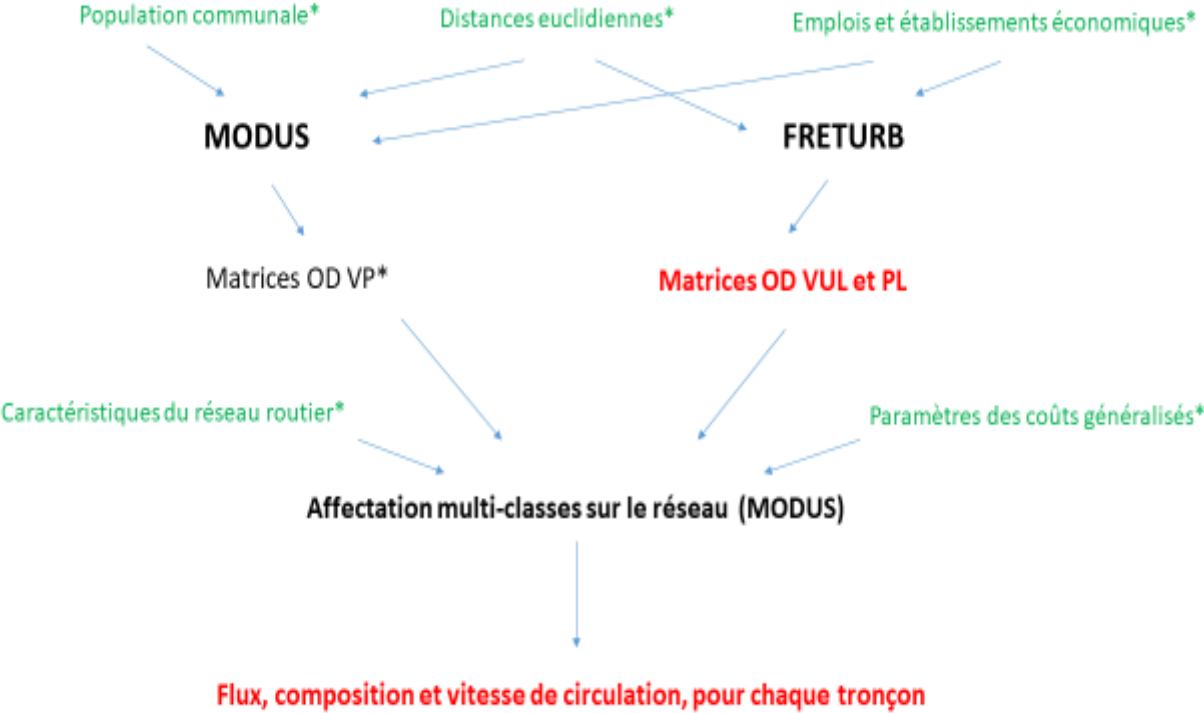 Population communale*
Distances euclidiennes*
Emplois et établissements économiques*
MODUS
FRETURB
Matrices OD VP*
Matrices OD VUL et PL
Caractéristiques du réseau routier*
Paramètres des coûts généralisés*
Affectation multi-classes sur le réseau (MODUS)
Flux, composition et vitesse de circulation, pour chaque tronçon